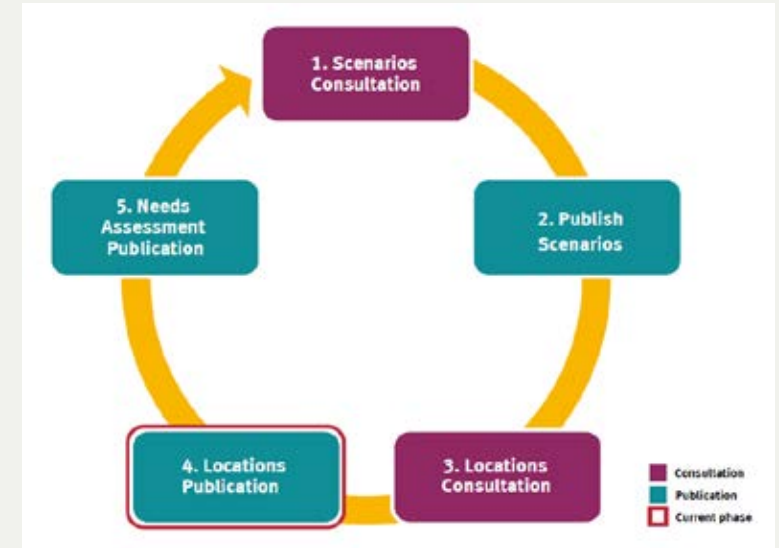 1. Scenarios
Consultation
2. Publish
Scenarios
3. Locations
Consultation
4. Locations
Publication
5. Needs
Assessment
Publication
Consultation
Publication
Current phase